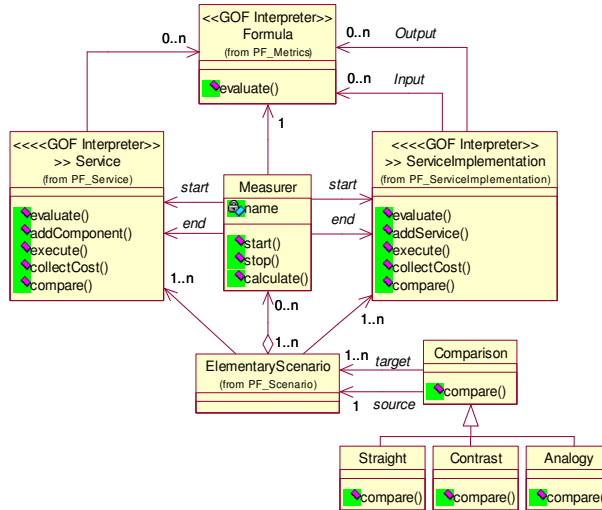 <<GOF Interpreter>>
Formula
(from PF_Metrics)
evaluate()
0..n
0..n
Output
0..n
Input
1
<<<<GOF Interpreter>>
>> Service
(from PF_Service)
evaluate()
addComponent()
execute()
collectCost()
compare()
start
end
Measurer
name
start()
stop()
calculate()
start
end
<<<<GOF Interpreter>>
>> ServiceImplementation
(from PF_ServiceImplementation)
evaluate()
addService()
execute()
collectCost()
compare()
1..n
0..n
1..n
1..n
ElementaryScenario
(from PF_Scenario)
1..n
target
1
source
Comparison
compare()
Straight
compare()
Contrast
compare()
Analogy
compare()